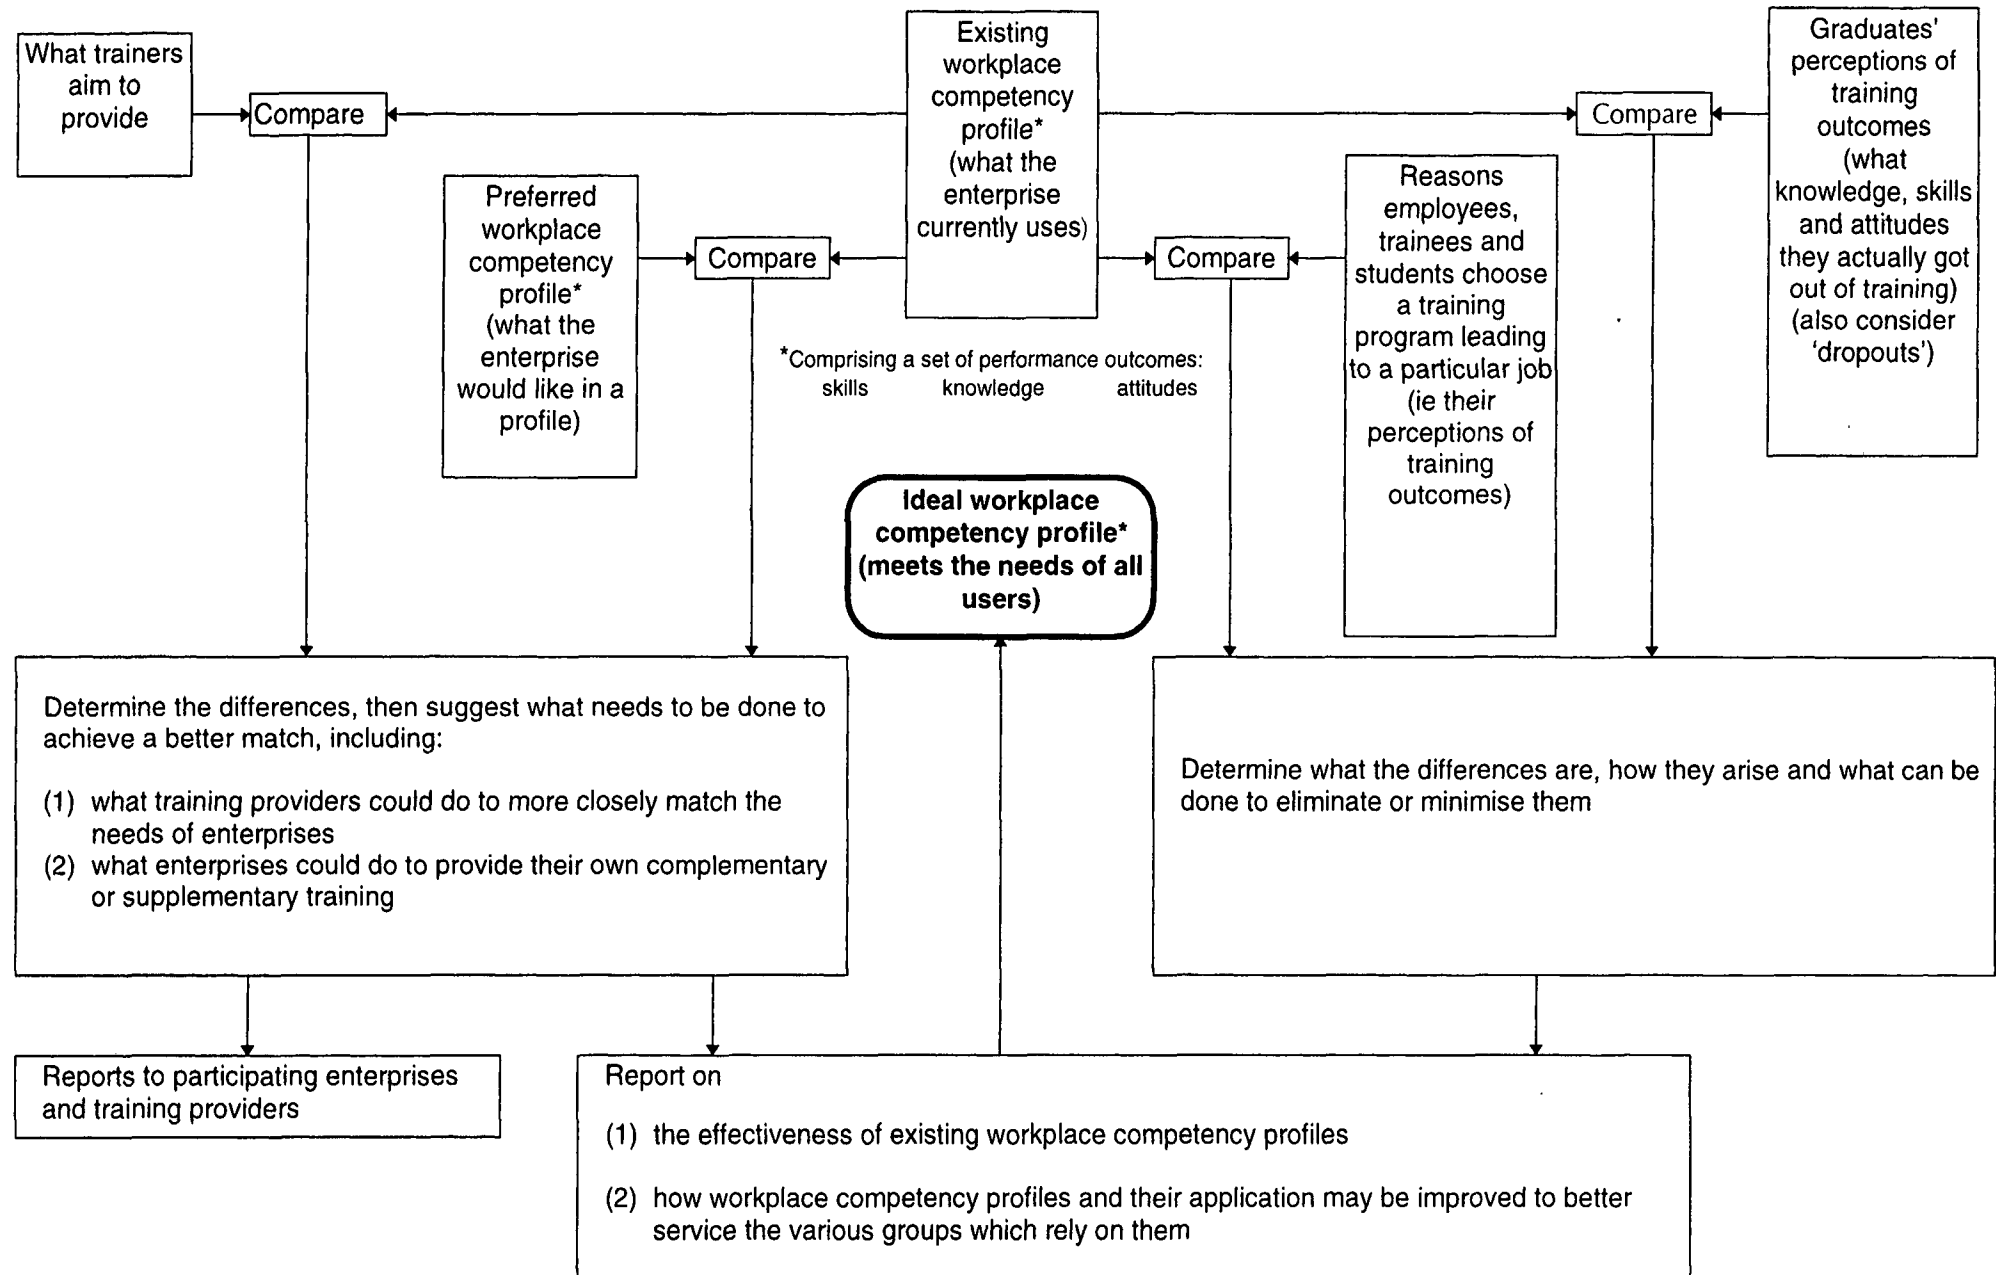 What trainers
aim to
provide
Compare
Existing
workplace
competency
profile*
(what the
enterprise
currently uses)
Compare
Graduates'
perceptions of
training
outcomes
(what
knowledge, skills
and attitudes
they actually got
out of training)
(also consider
‘dropouts’)
Preferred
workplace
competency
profile*
(what the
enterprise
would like in a
profile)
Compare
Compare
Reasons
employees,
trainees and
students choose
a training
program leading
to a particular job
(ie their
perceptions of
training
outcomes)
*Comprising a set of performance outcomes:
skills knowledge attitudes
Ideal workplace
competency profile*
(meets the needs of all
users)
Determine the differences, then suggest what needs to be done to
achieve a better match, including:
(1) what training providers could do to more closely match the
needs of enterprises
(2) what enterprises could do to provide their own complementary
or supplementary training
Determine what the differences are, how they arise and what can be
done to eliminate or minimise them
Reports to participating enterprises
and training providers
Report on
(1) the effectiveness of existing workplace competency profiles
(2) how workplace competency profiles and their application may be improved to better
service the various groups which rely on them